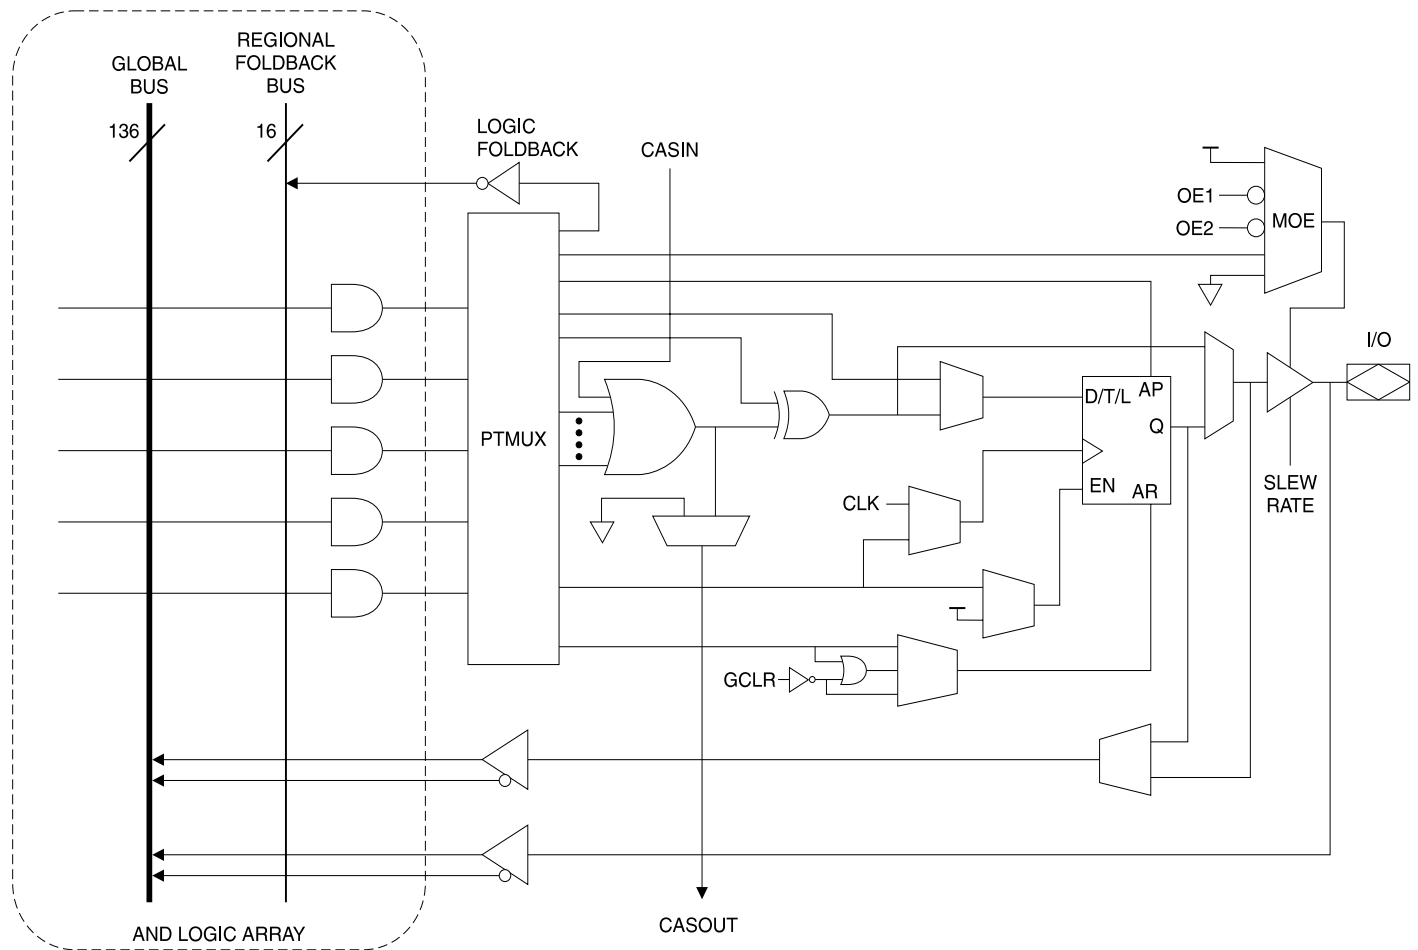 GLOBAL
BUS
REGIONAL
FOLDBACK
BUS
136
16
LOGIC
FOLDBACK
CASIN
OE1
OE2
MOE
I/O
D/T/L
AP
Q
PTMUX
EN
AR
CLK
SLEW
RATE
GCLR
AND LOGIC ARRAY
CASOUT